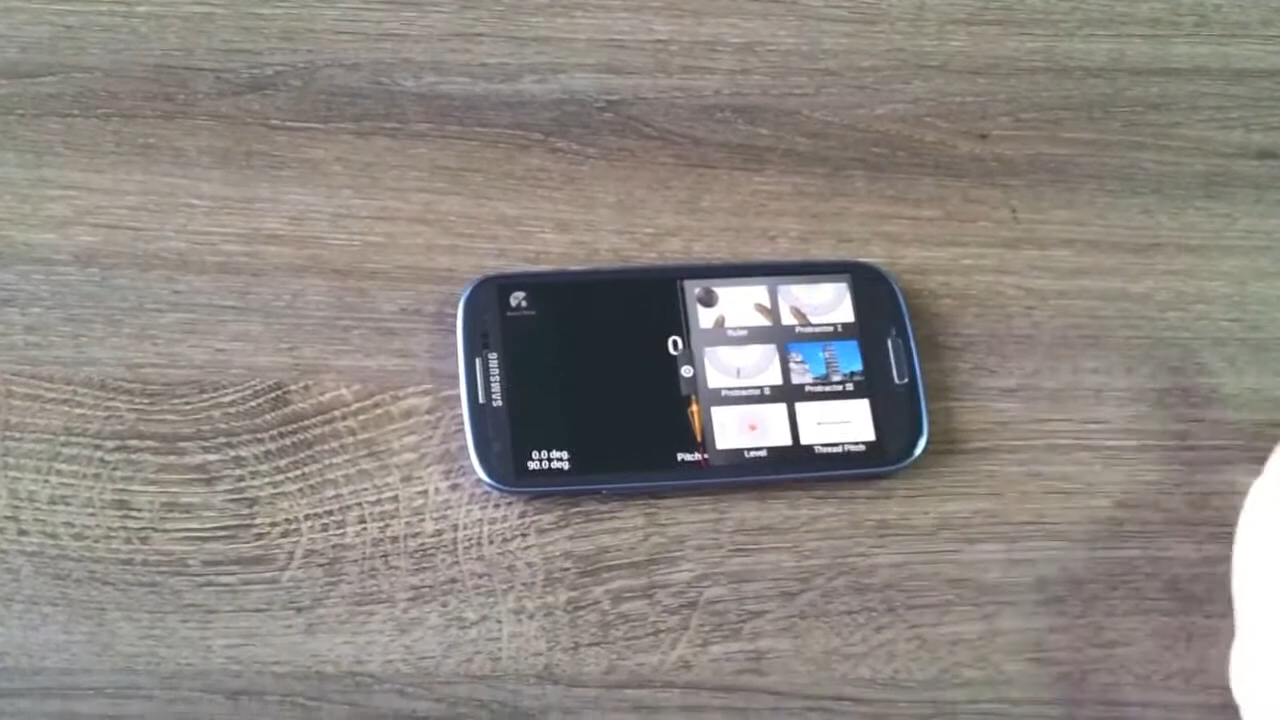 SAMSUNG
0
Ruler
Protractor I
Protractor II
Protractor III
Level
Thread Pitch
0.0 deg.
90.0 deg.
Pitch